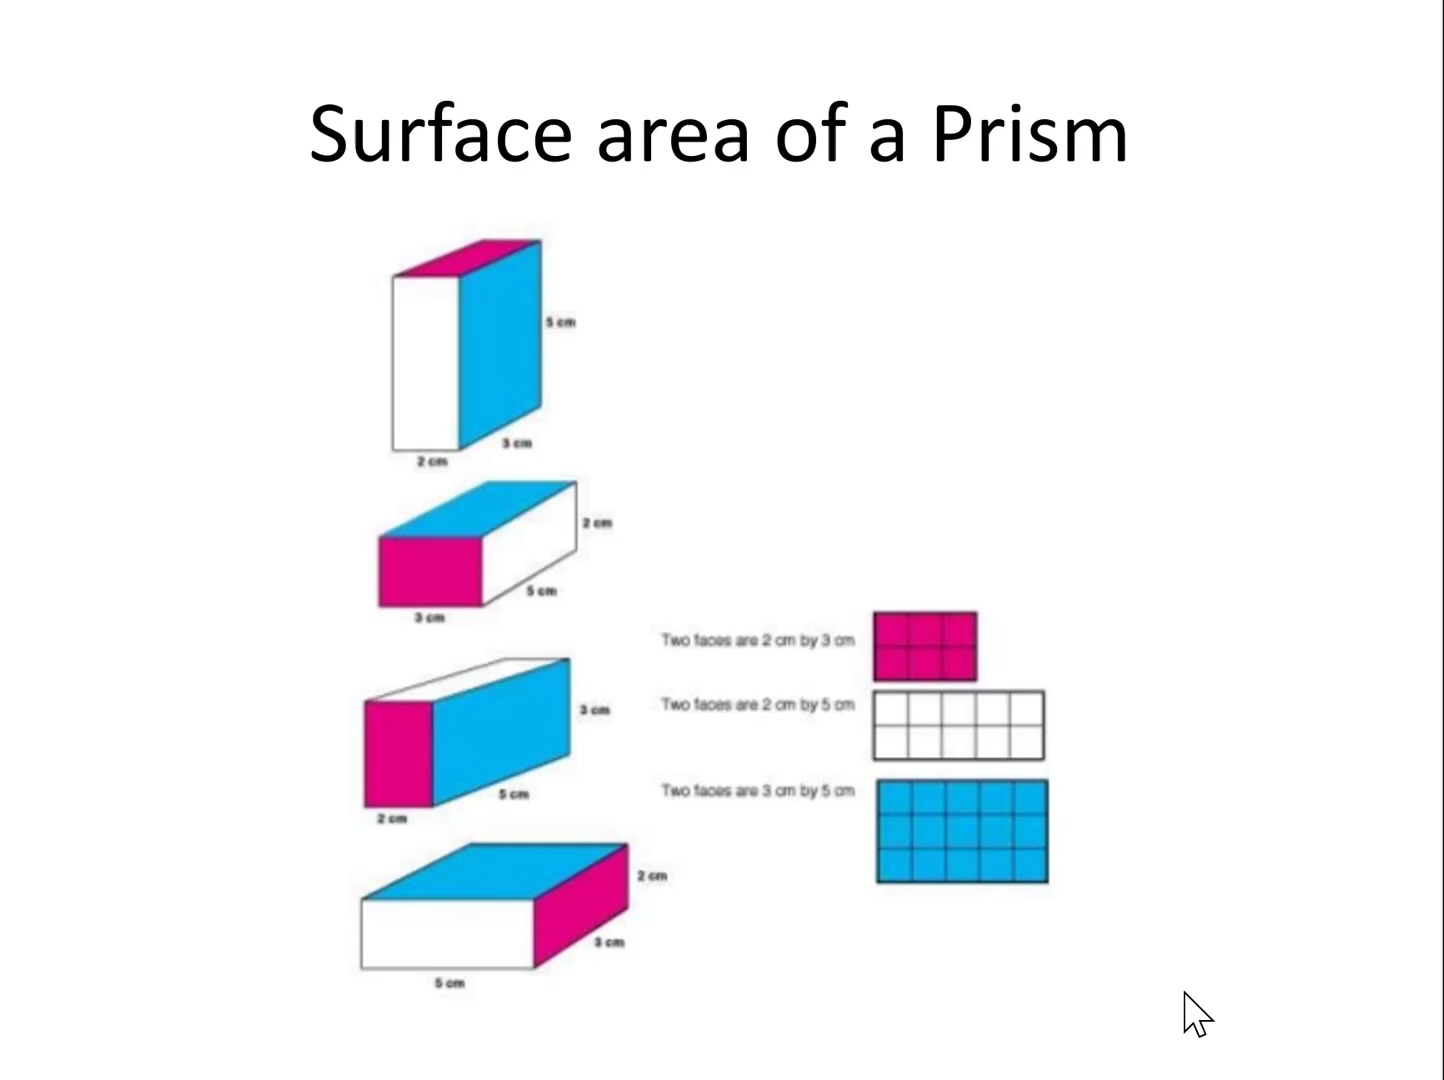 Surface area of a Prism
5 cm
3 cm
2 cm
2 cm
5 cm
3 cm
Two faces are 2 cm by 3 cm
Two faces are 2 cm by 5 cm
3 cm
5 cm
2 cm
Two faces are 3 cm by 5 cm
2 cm
3 cm
5 cm